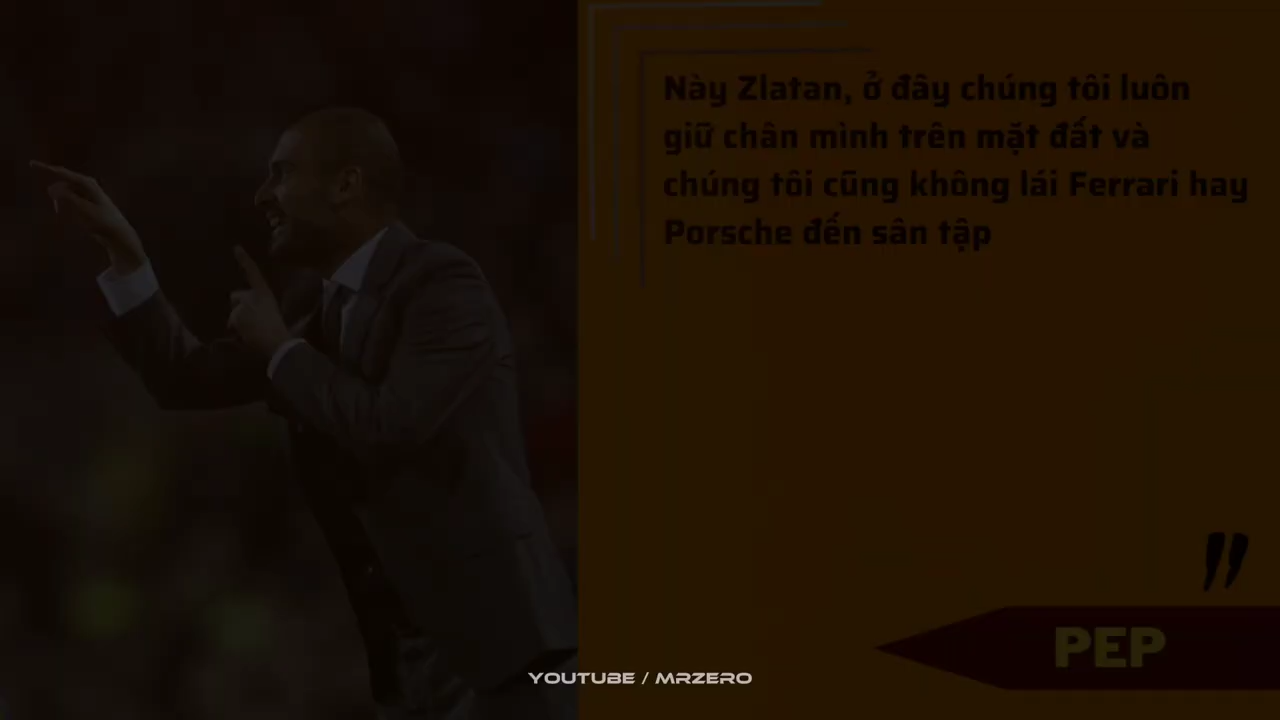 Này Zlatan, ở đây chúng tôi luôn
giữ chân mình trên mặt đất và
chúng tôi cũng không lái Ferrari hay
Porsche đến sân tập
"
PEP
YOUTUBE / MRZERO